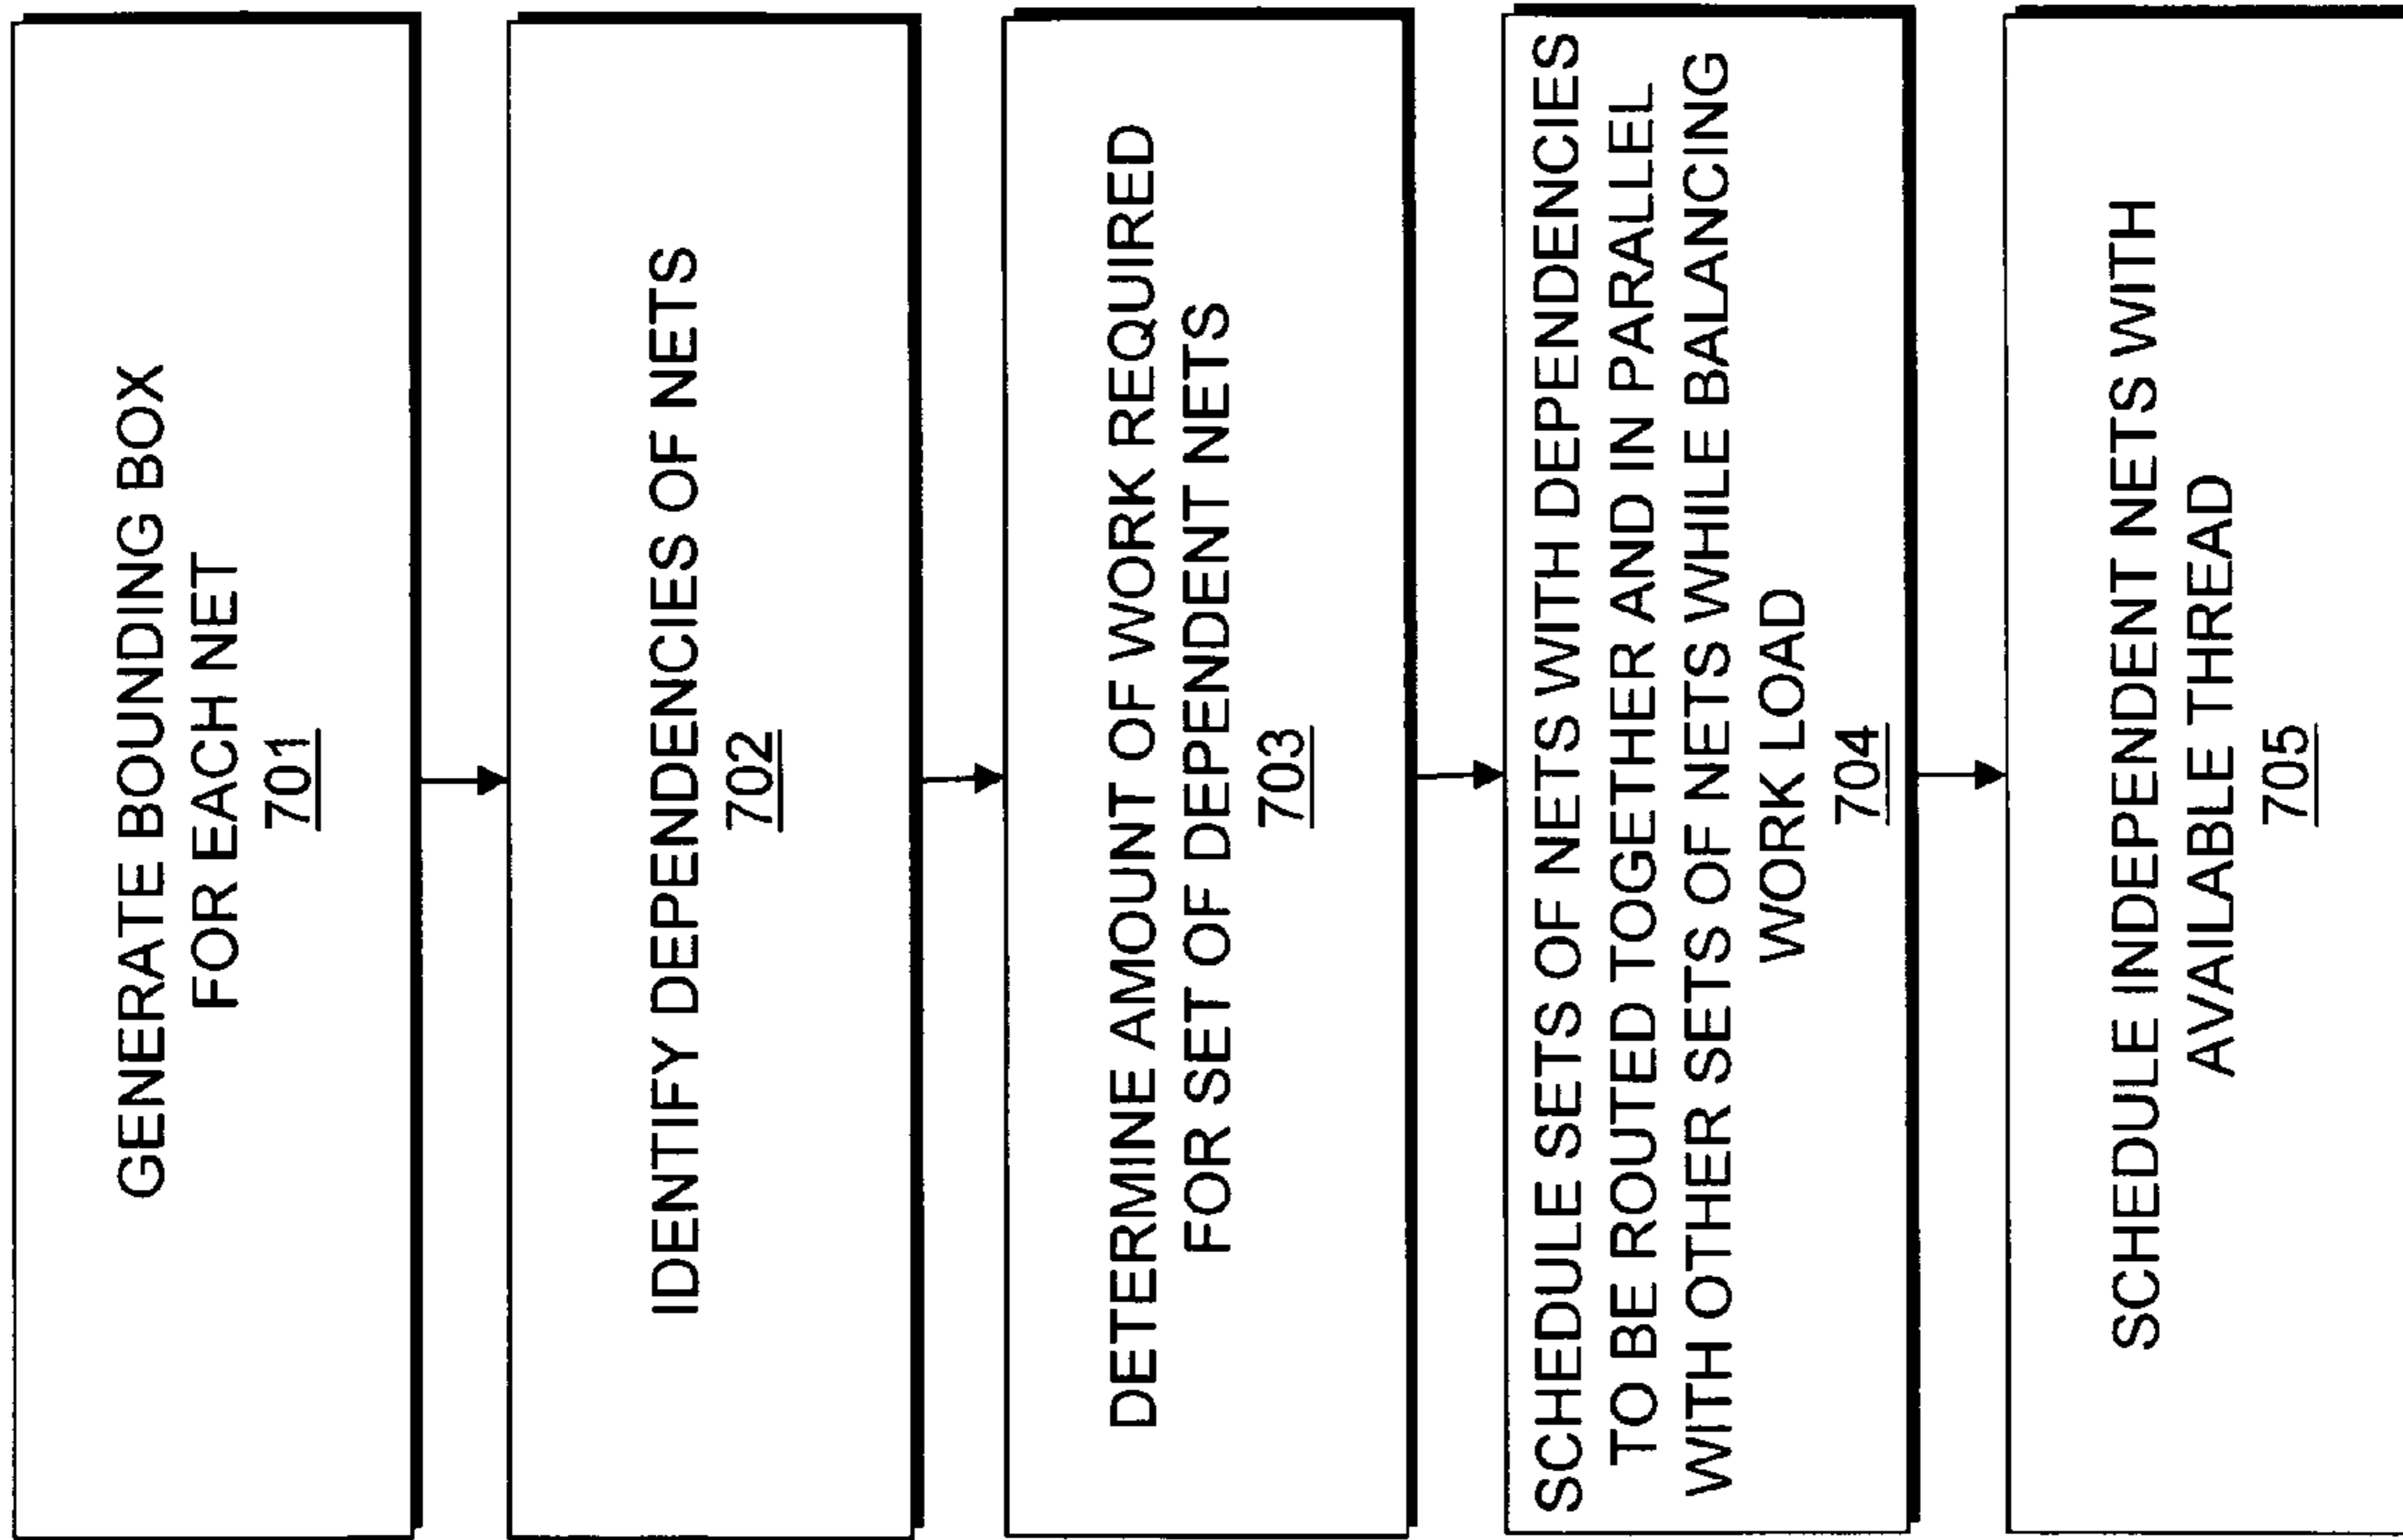 GENERATE BOUNDING BOX
FOR EACH NET
701
IDENTIFY DEPENDENCIES OF NETS
702
DETERMINE AMOUNT OF WORK REQUIRED
FOR SET OF DEPENDENT NETS
703
SCHEDULE SETS OF NETS WITH DEPENDENCIES
TO BE ROUTED TOGETHER AND IN PARALLEL
WITH OTHER SETS OF NETS WHILE BALANCING
WORK LOAD
704
SCHEDULE INDEPENDENT NETS WITH
AVAILABLE THREAD
705